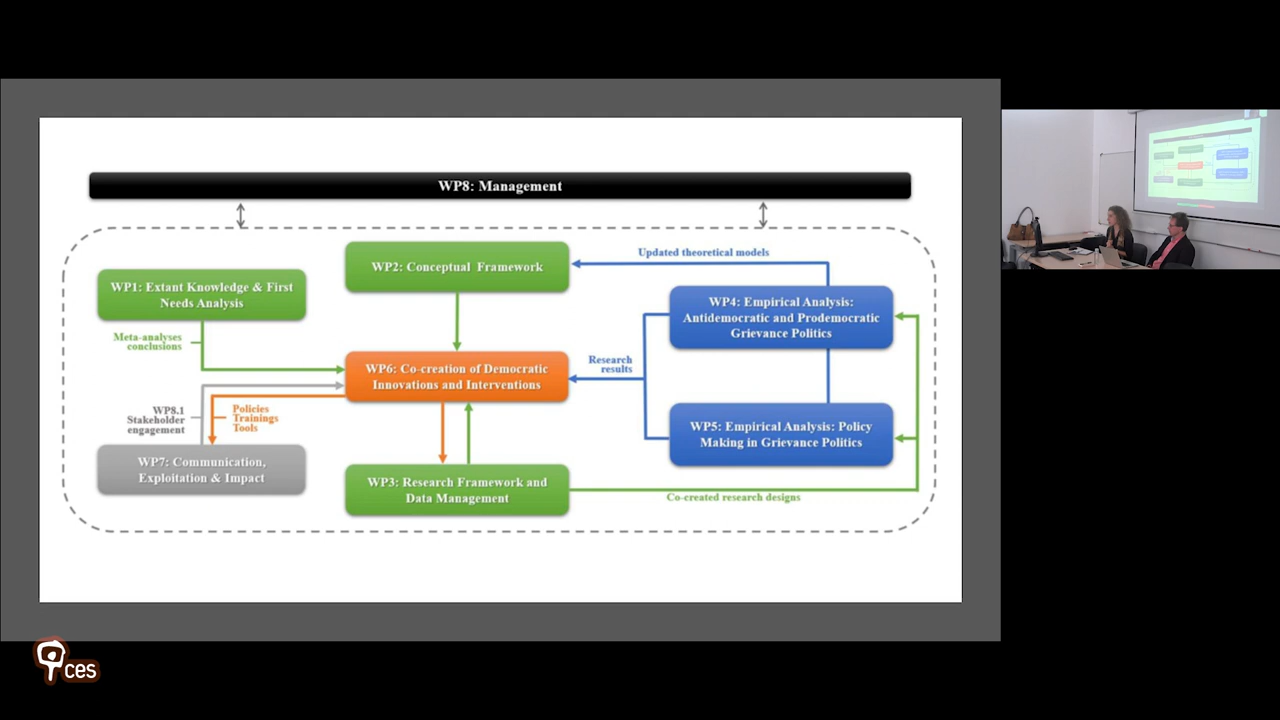 WP8: Management
WP2: Conceptual Framework
Updated theoretical models
WP1: Extant Knowledge & First
Needs Analysis
WP4: Empirical Analysis:
Antidemocratic and Prodemocratic
Grievance Politics
Meta-analyses
conclusions
WP6: Co-creation of Democratic
Innovations and Interventions
Research
results
WP8.1
Stakeholder
engagement
Policies
Trainings
Tools
WP5: Empirical Analysis: Policy
Making in Grievance Politics
WP7: Communication,
Exploitation & Impact
WP3: Research Framework and
Data Management
Co-created research designs
ces